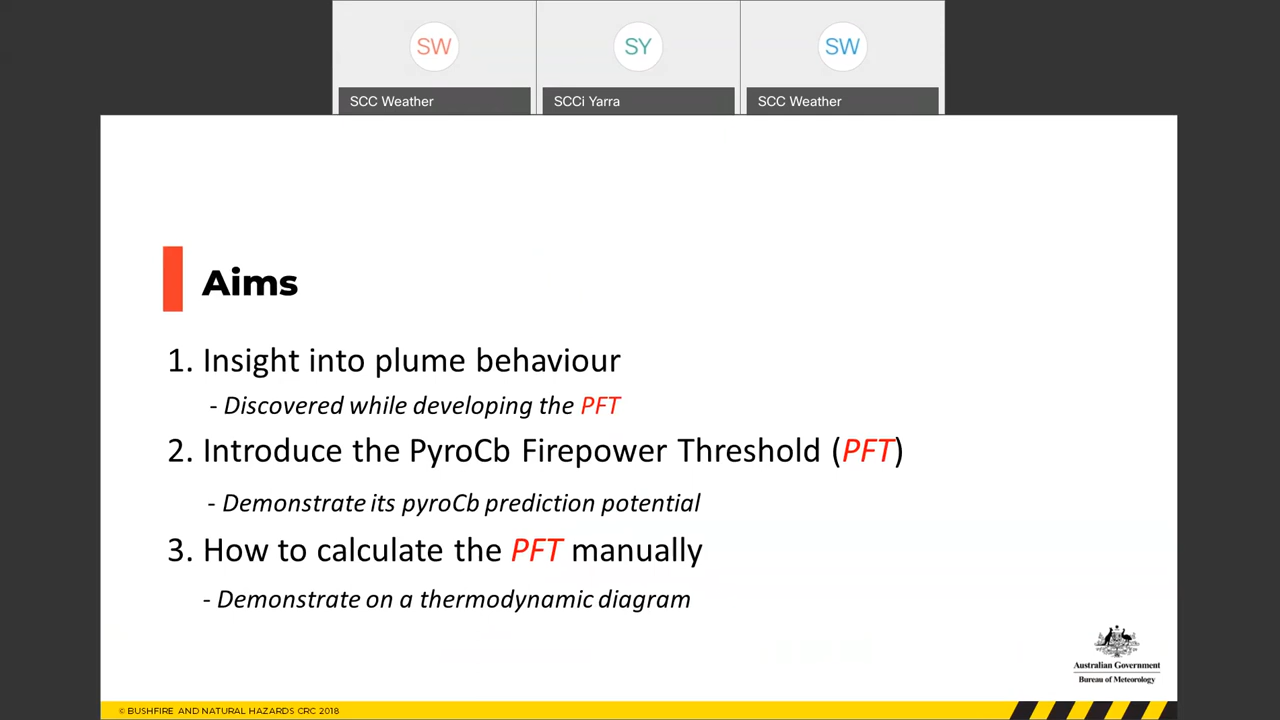 SW
SY
SW
SCC Weather
SCCi Yarra
SCC Weather
Aims
1. Insight into plume behaviour
- Discovered while developing the PFT
2. Introduce the PyroCb Firepower Threshold (PFT)
- Demonstrate its pyroCb prediction potential
3. How to calculate the PFT manually
- Demonstrate on a thermodynamic diagram
Australian Government
Bureau of Meteorology
© BUSHFIRE AND NATURAL HAZARDS CRC 2018